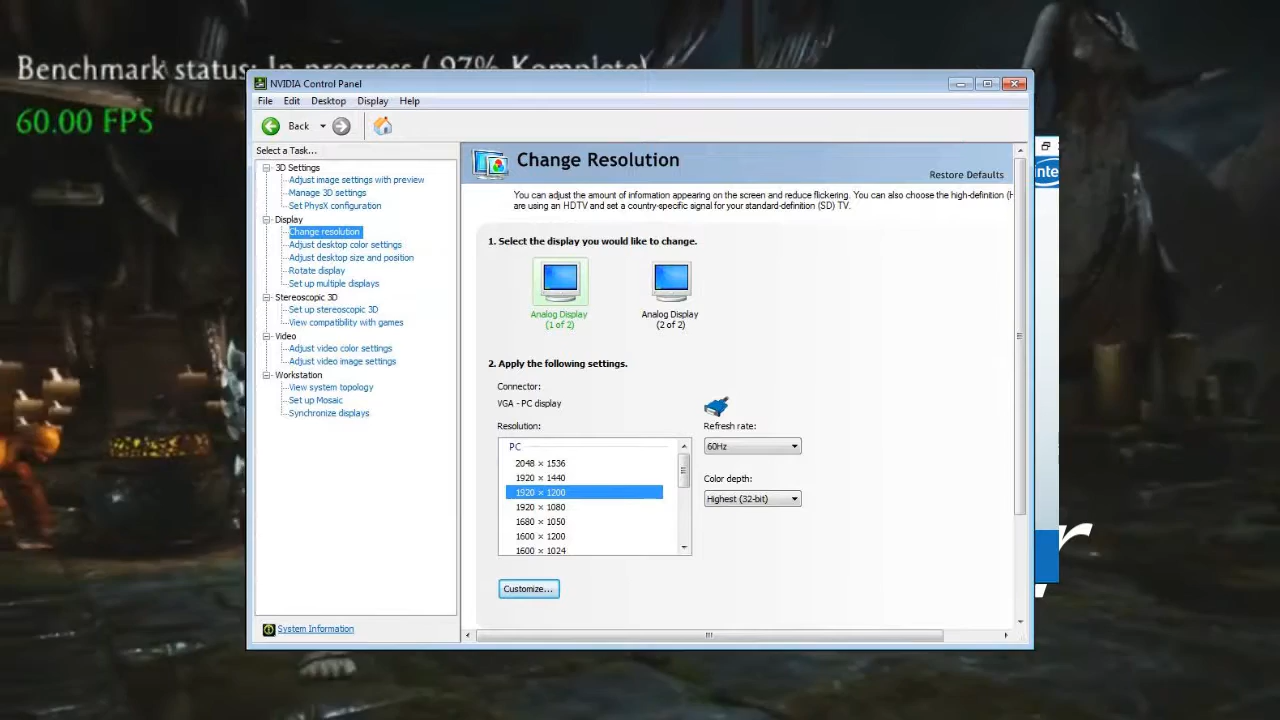 Benchmark status: In progress ( 97% Komplete)
60.00 FPS
NVIDIA Control Panel
File Edit Desktop Display Help
Back
Select a Task...
3D Settings
Adjust image settings with preview
Manage 3D settings
Set PhysX configuration
Display
Change resolution
Adjust desktop color settings
Adjust desktop size and position
Rotate display
Set up multiple displays
Stereoscopic 3D
Set up stereoscopic 3D
View compatibility with games
Video
Adjust video color settings
Adjust video image settings
Workstation
View system topology
Set up Mosaic
Synchronize displays
System Information
Change Resolution
Restore Defaults
You can adjust the amount of information appearing on the screen and reduce flickering. You can also choose the high-definition (H
are using an HDTV and set a country-specific signal for your standard-definition (SD) TV.
1. Select the display you would like to change.
Analog Display
(1 of 2)
Analog Display
(2 of 2)
2. Apply the following settings.
Connector:
VGA - PC display
Resolution:
PC
2048 × 1536
1920 × 1440
1920 × 1200
1920 × 1080
1680 × 1050
1600 × 1200
1600 × 1024
Refresh rate:
60Hz
Color depth:
Highest (32-bit)
Customize...
inte